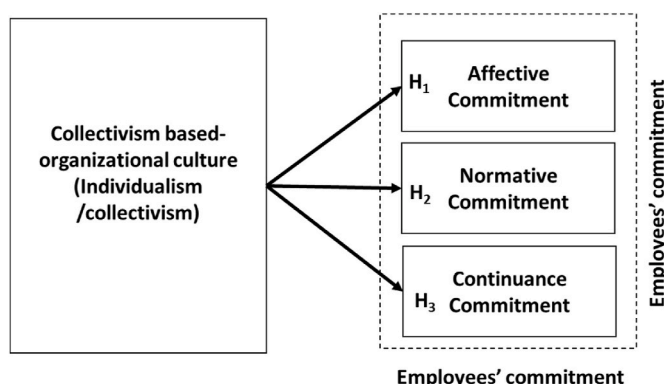 Collectivism based-
organizational culture
(Individualism
/collectivism)
H1
Affective
Commitment
H2
Normative
Commitment
H3
Continuance
Commitment
Employees' commitment
Employees' commitment